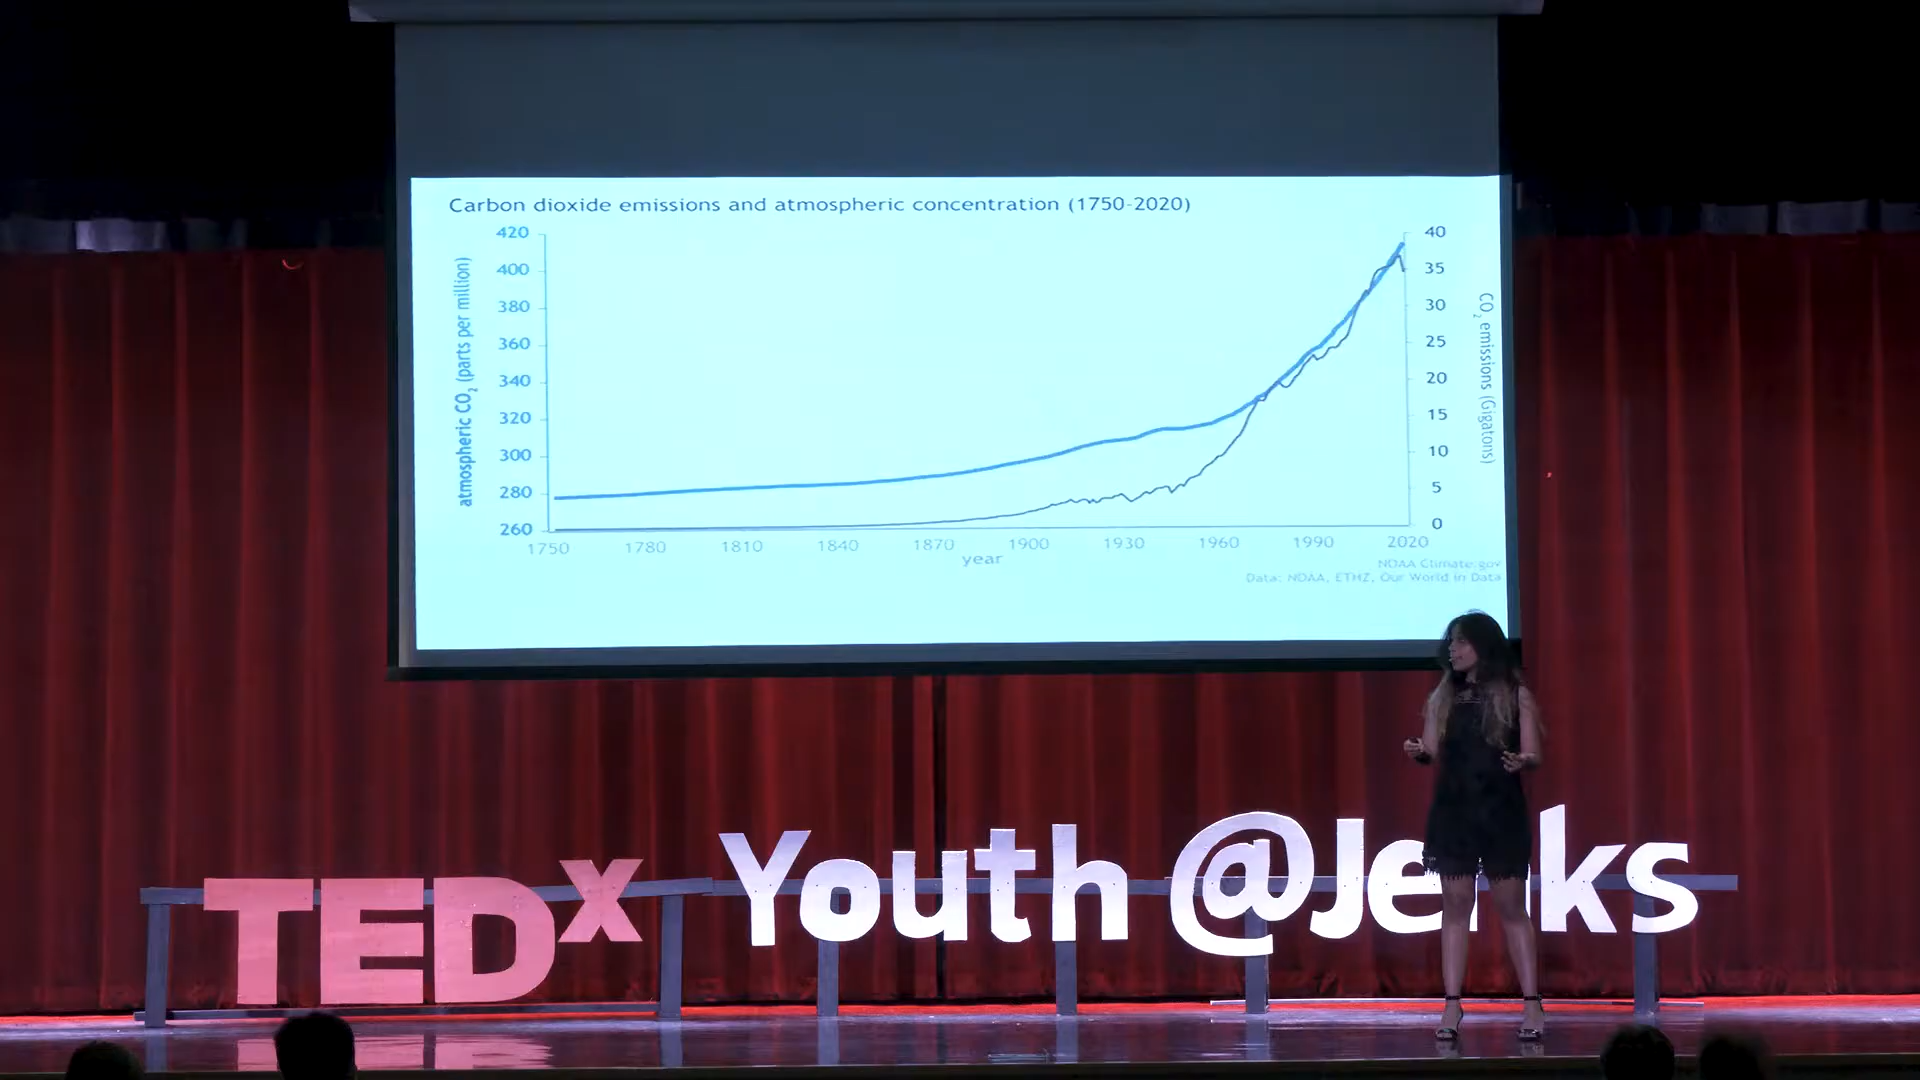 Carbon dioxide emissions and atmospheric concentration (1750-2020)
atmospheric CO₂ (parts per million)
420
400
380
360
340
320
300
280
260
40
35
30
25
20
15
10
5
0
CO₂ emissions (Gigatons)
1750 1780 1810 1840 1870 1900 1930 1960 1990 2020
year
NOAA Climate.gov
Data: NOAA, ETHZ, Our World in Data
TEDx Youth @Jenks